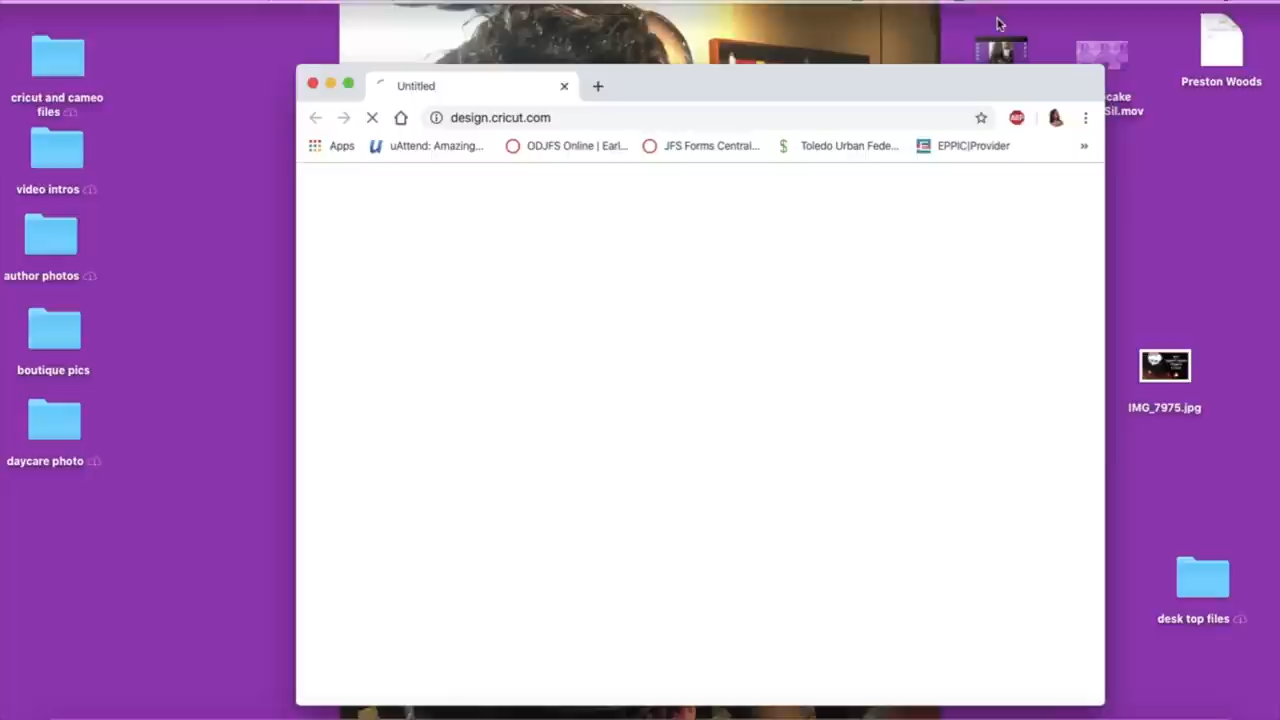 cricut and cameo
files
video intros
author photos
boutique pics
daycare photo
Untitled
design.cricut.com
ABP
Apps
uAttend: Amazing...
ODJFS Online | Earl...
JFS Forms Central...
$
Toledo Urban Fede...
EPPIC|Provider
»
cake
Sil.mov
Preston Woods
IMG_7975.jpg
desk top files